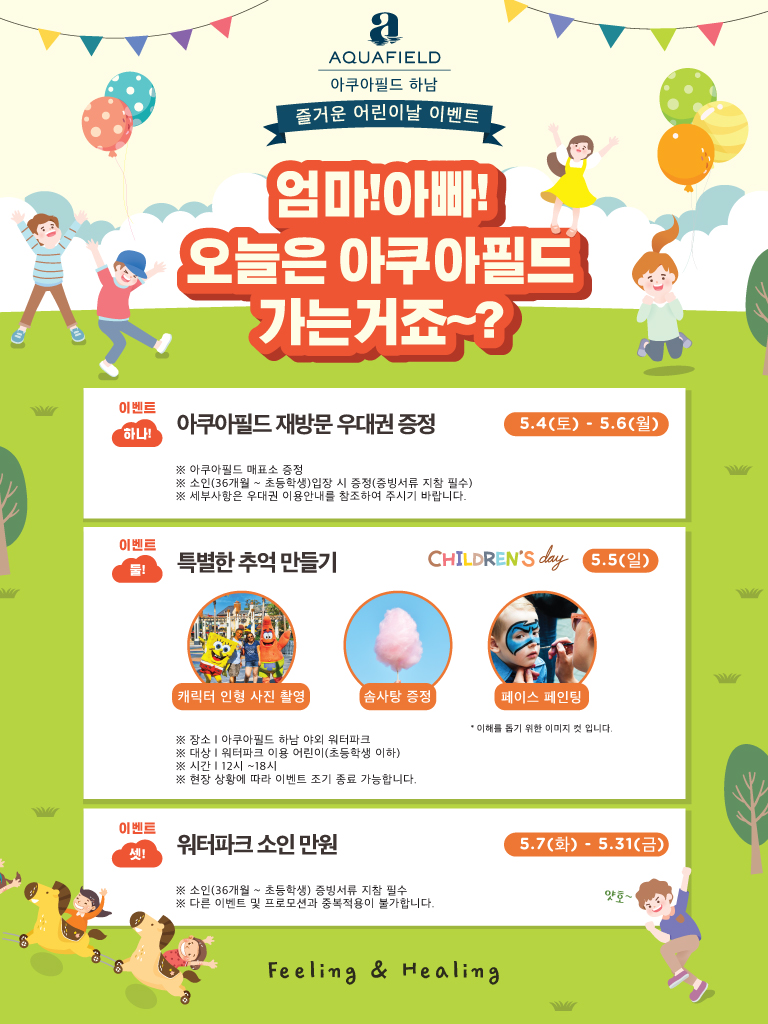 a
AQUAFIELD
아쿠아필드 하남
즐거운 어린이날 이벤트
엄마!아빠!
오늘은 아쿠아필드
가는거죠~?
이벤트
하나!
아쿠아필드 재방문 우대권 증정
5.4(토) - 5.6(월)
※ 아쿠아필드 매표소 증정
※ 소인(36개월 ~ 초등학생)입장 시 증정(증빙서류 지참 필수)
※ 세부사항은 우대권 이용안내를 참조하여 주시기 바랍니다.
이벤트
둘!
특별한 추억 만들기
CHILDREN'S day
5.5(일)
캐릭터 인형 사진 촬영
솜사탕 증정
페이스 페인팅
* 이해를 돕기 위한 이미지 컷 입니다.
※ 장소 l 아쿠아필드 하남 야외 워터파크
※ 대상 l 워터파크 이용 어린이(초등학생 이하)
※ 시간 l 12시 ~18시
※ 현장 상황에 따라 이벤트 조기 종료 가능합니다.
이벤트
셋!
워터파크 소인 만원
5.7(화) - 5.31(금)
※ 소인(36개월 ~ 초등학생) 증빙서류 지참 필수
※ 다른 이벤트 및 프로모션과 중복적용이 불가합니다.
얏호~
Feeling & Healing